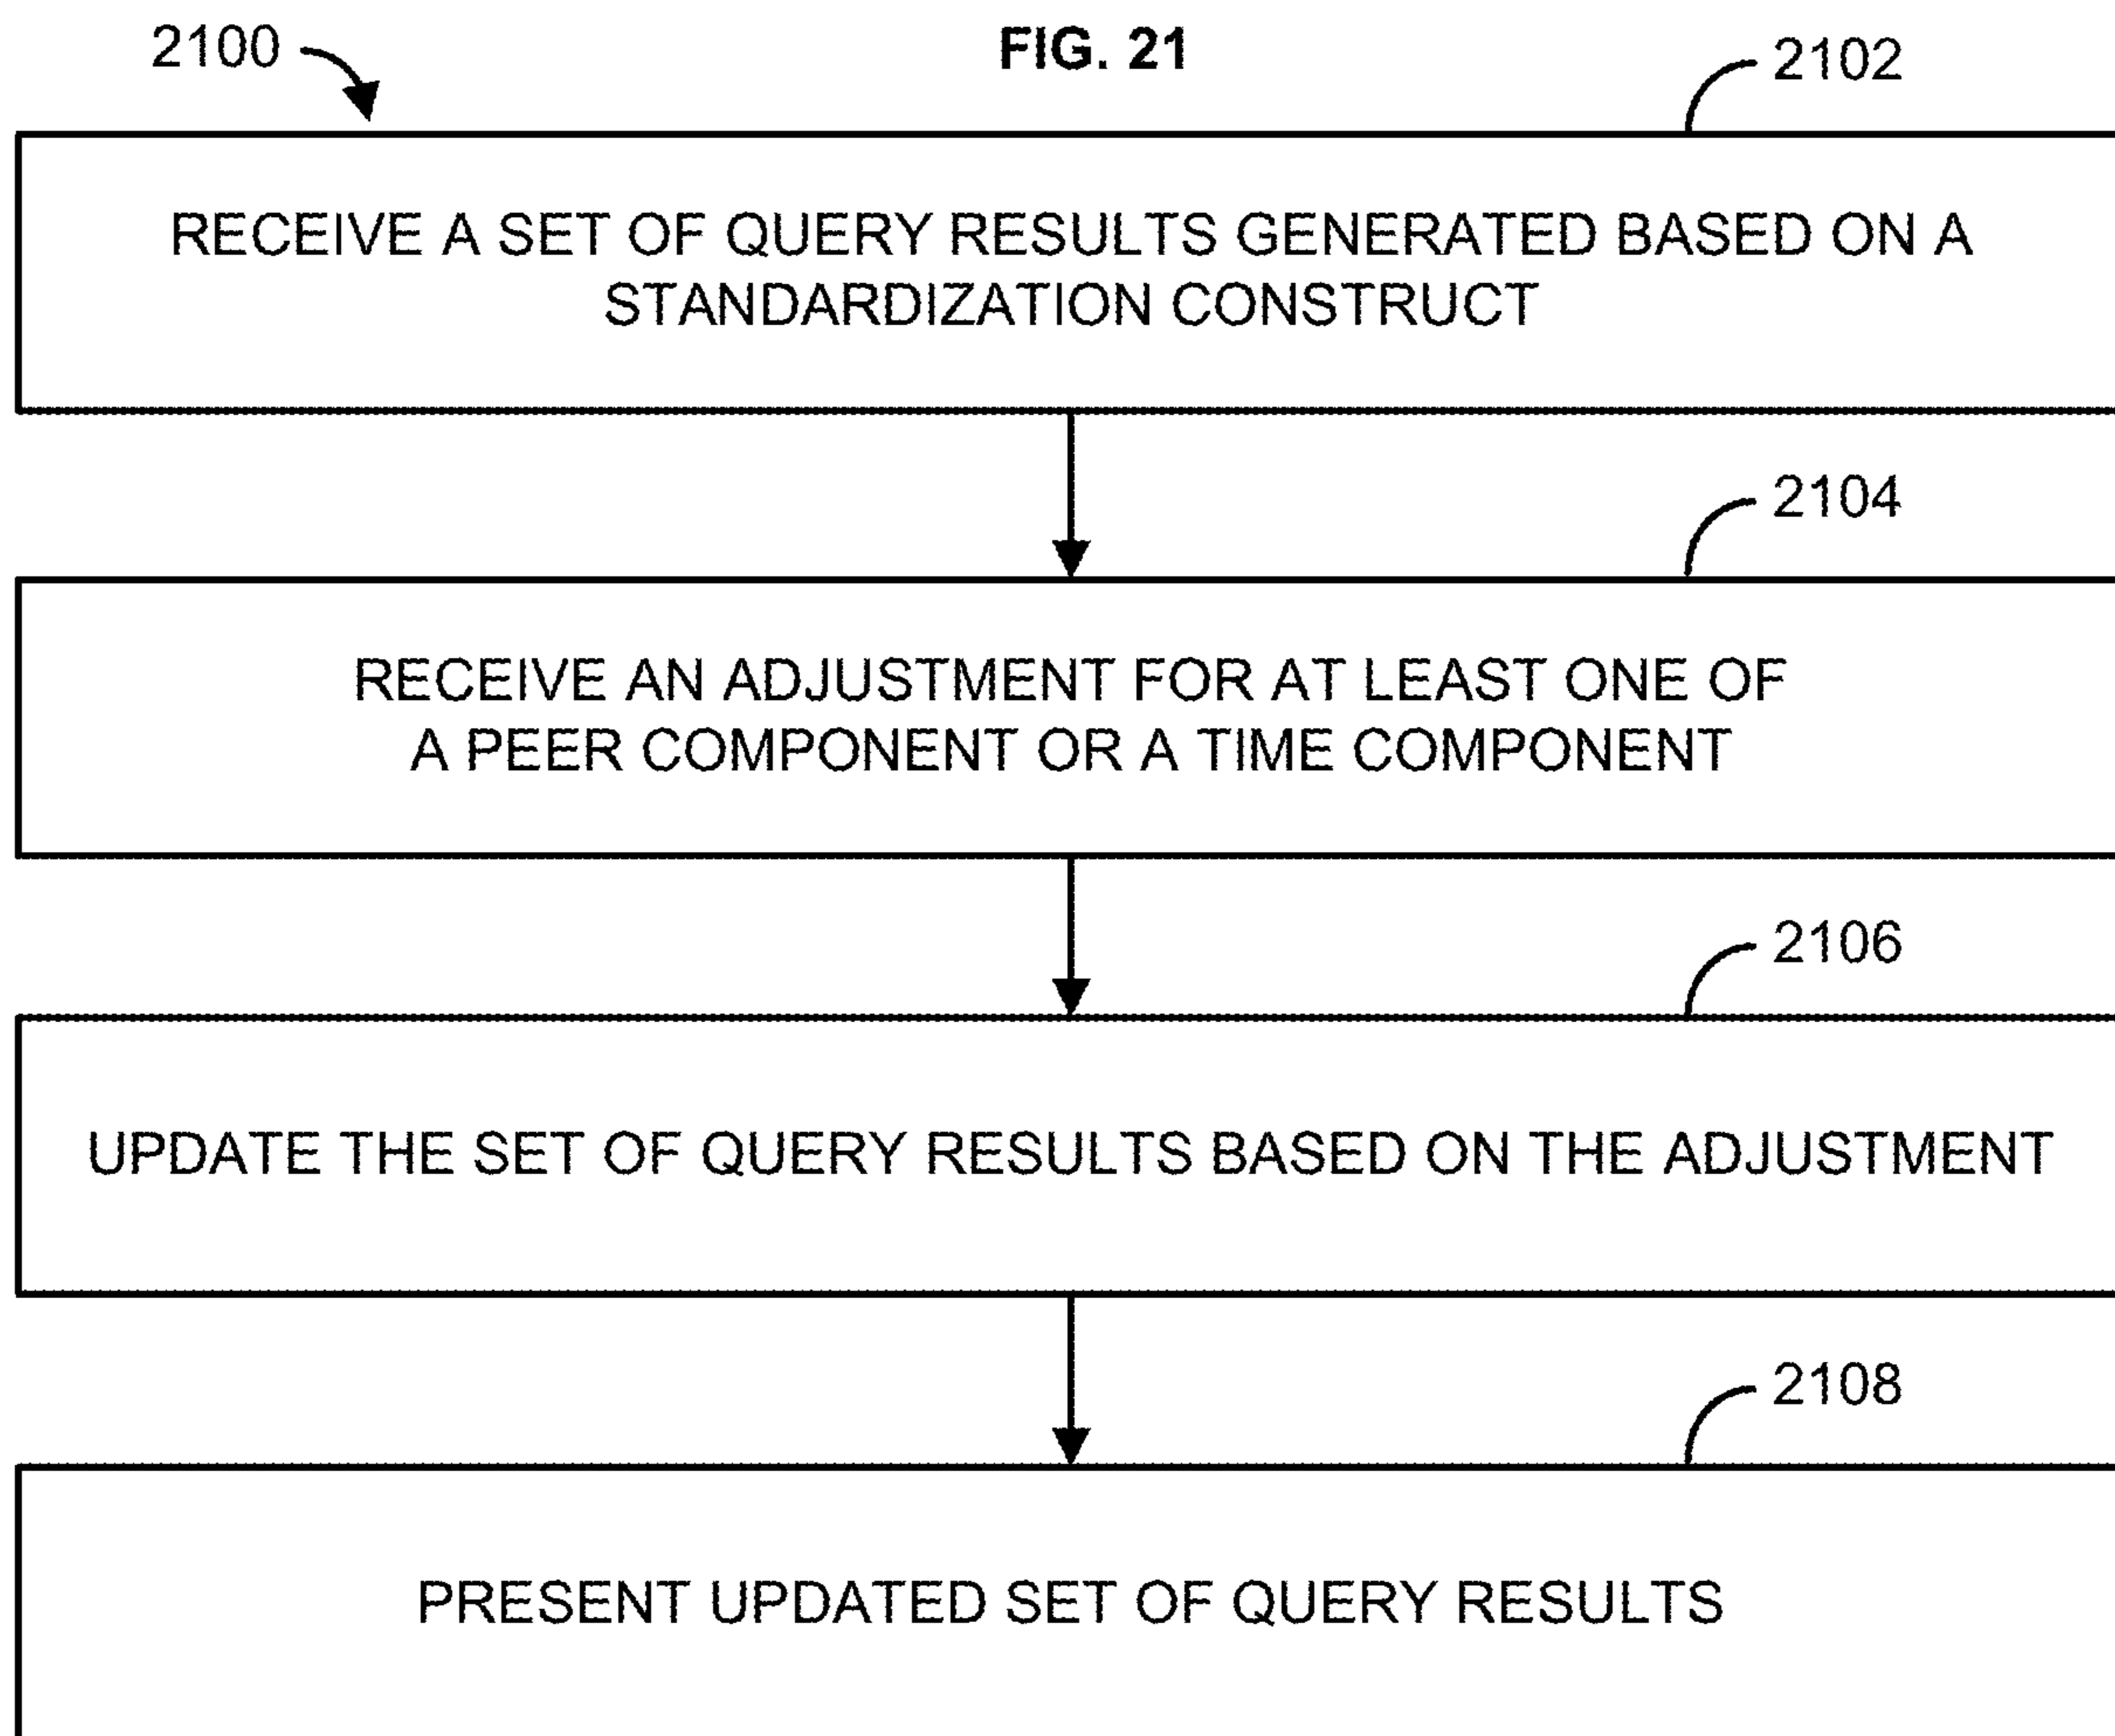 2100
FIG. 21
2102
RECEIVE A SET OF QUERY RESULTS GENERATED BASED ON A
STANDARDIZATION CONSTRUCT
2104
RECEIVE AN ADJUSTMENT FOR AT LEAST ONE OF
A PEER COMPONENT OR A TIME COMPONENT
2106
UPDATE THE SET OF QUERY RESULTS BASED ON THE ADJUSTMENT
2108
PRESENT UPDATED SET OF QUERY RESULTS